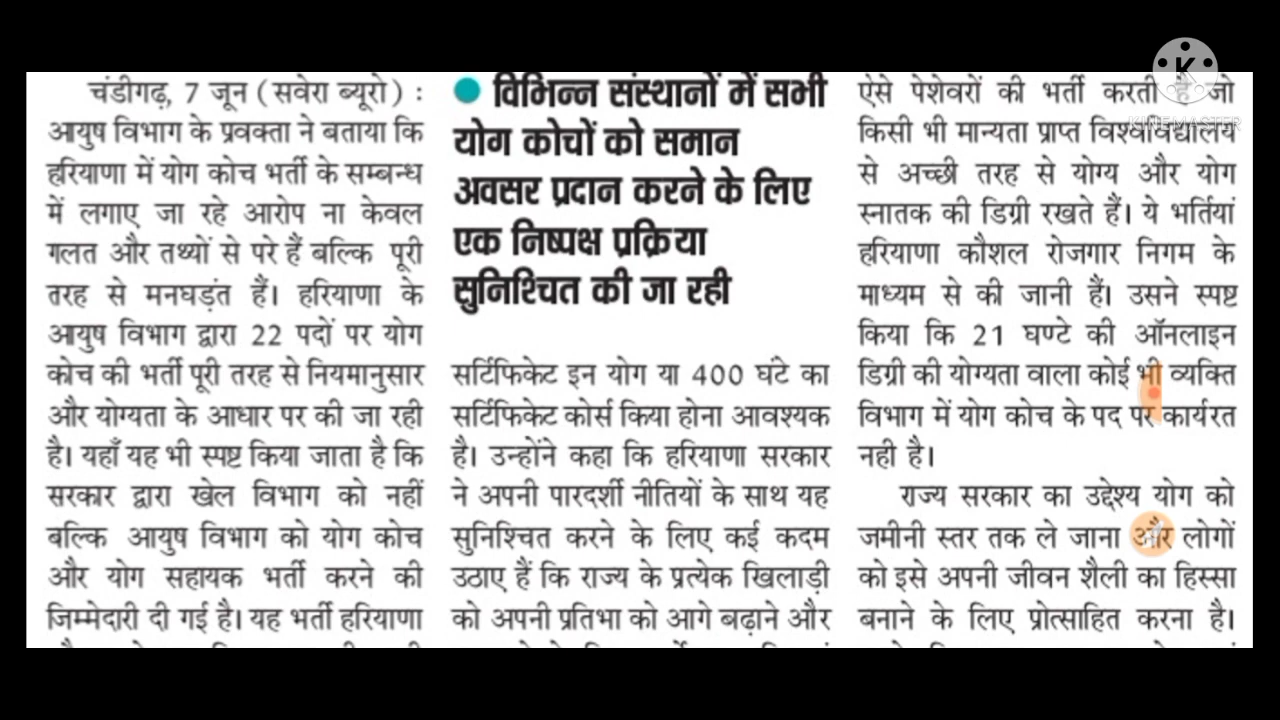 चंडीगढ़, 7 जून (सवेरा ब्यूरो) :
आयुष विभाग के प्रवक्ता ने बताया कि
हरियाणा में योग कोच भर्ती के सम्बन्ध
में लगाए जा रहे आरोप ना केवल
गलत और तथ्यों से परे हैं बल्कि पूरी
तरह से मनघड़ंत हैं। हरियाणा के
आयुष विभाग द्वारा 22 पदों पर योग
कोच की भर्ती पूरी तरह से नियमानुसार
और योग्यता के आधार पर की जा रही
है। यहाँ यह भी स्पष्ट किया जाता है कि
सरकार द्वारा खेल विभाग को नहीं
बल्कि आयुष विभाग को योग कोच
और योग सहायक भर्ती करने की
जिम्मेदारी दी गई है। यह भर्ती हरियाणा
● विभिन्न संस्थानों में सभी
योग कोचों को समान
अवसर प्रदान करने के लिए
एक निष्पक्ष प्रक्रिया
सुनिश्चित की जा रही
सर्टिफिकेट इन योग या 400 घंटे का
सर्टिफिकेट कोर्स किया होना आवश्यक
है। उन्होंने कहा कि हरियाणा सरकार
ने अपनी पारदर्शी नीतियों के साथ यह
सुनिश्चित करने के लिए कई कदम
उठाए हैं कि राज्य के प्रत्येक खिलाड़ी
को अपनी प्रतिभा को आगे बढ़ाने और
ऐसे पेशेवरों की भर्ती करती है जो
किसी भी मान्यता प्राप्त विश्वविद्यालय
से अच्छी तरह से योग्य और योग
स्नातक की डिग्री रखते हैं। ये भर्तियां
हरियाणा कौशल रोजगार निगम के
माध्यम से की जानी हैं। उसने स्पष्ट
किया कि 21 घण्टे की ऑनलाइन
डिग्री की योग्यता वाला कोई भी व्यक्ति
विभाग में योग कोच के पद पर कार्यरत
नही है।
राज्य सरकार का उद्देश्य योग को
जमीनी स्तर तक ले जाना और लोगों
को इसे अपनी जीवन शैली का हिस्सा
बनाने के लिए प्रोत्साहित करना है।
K
KINEMASTER